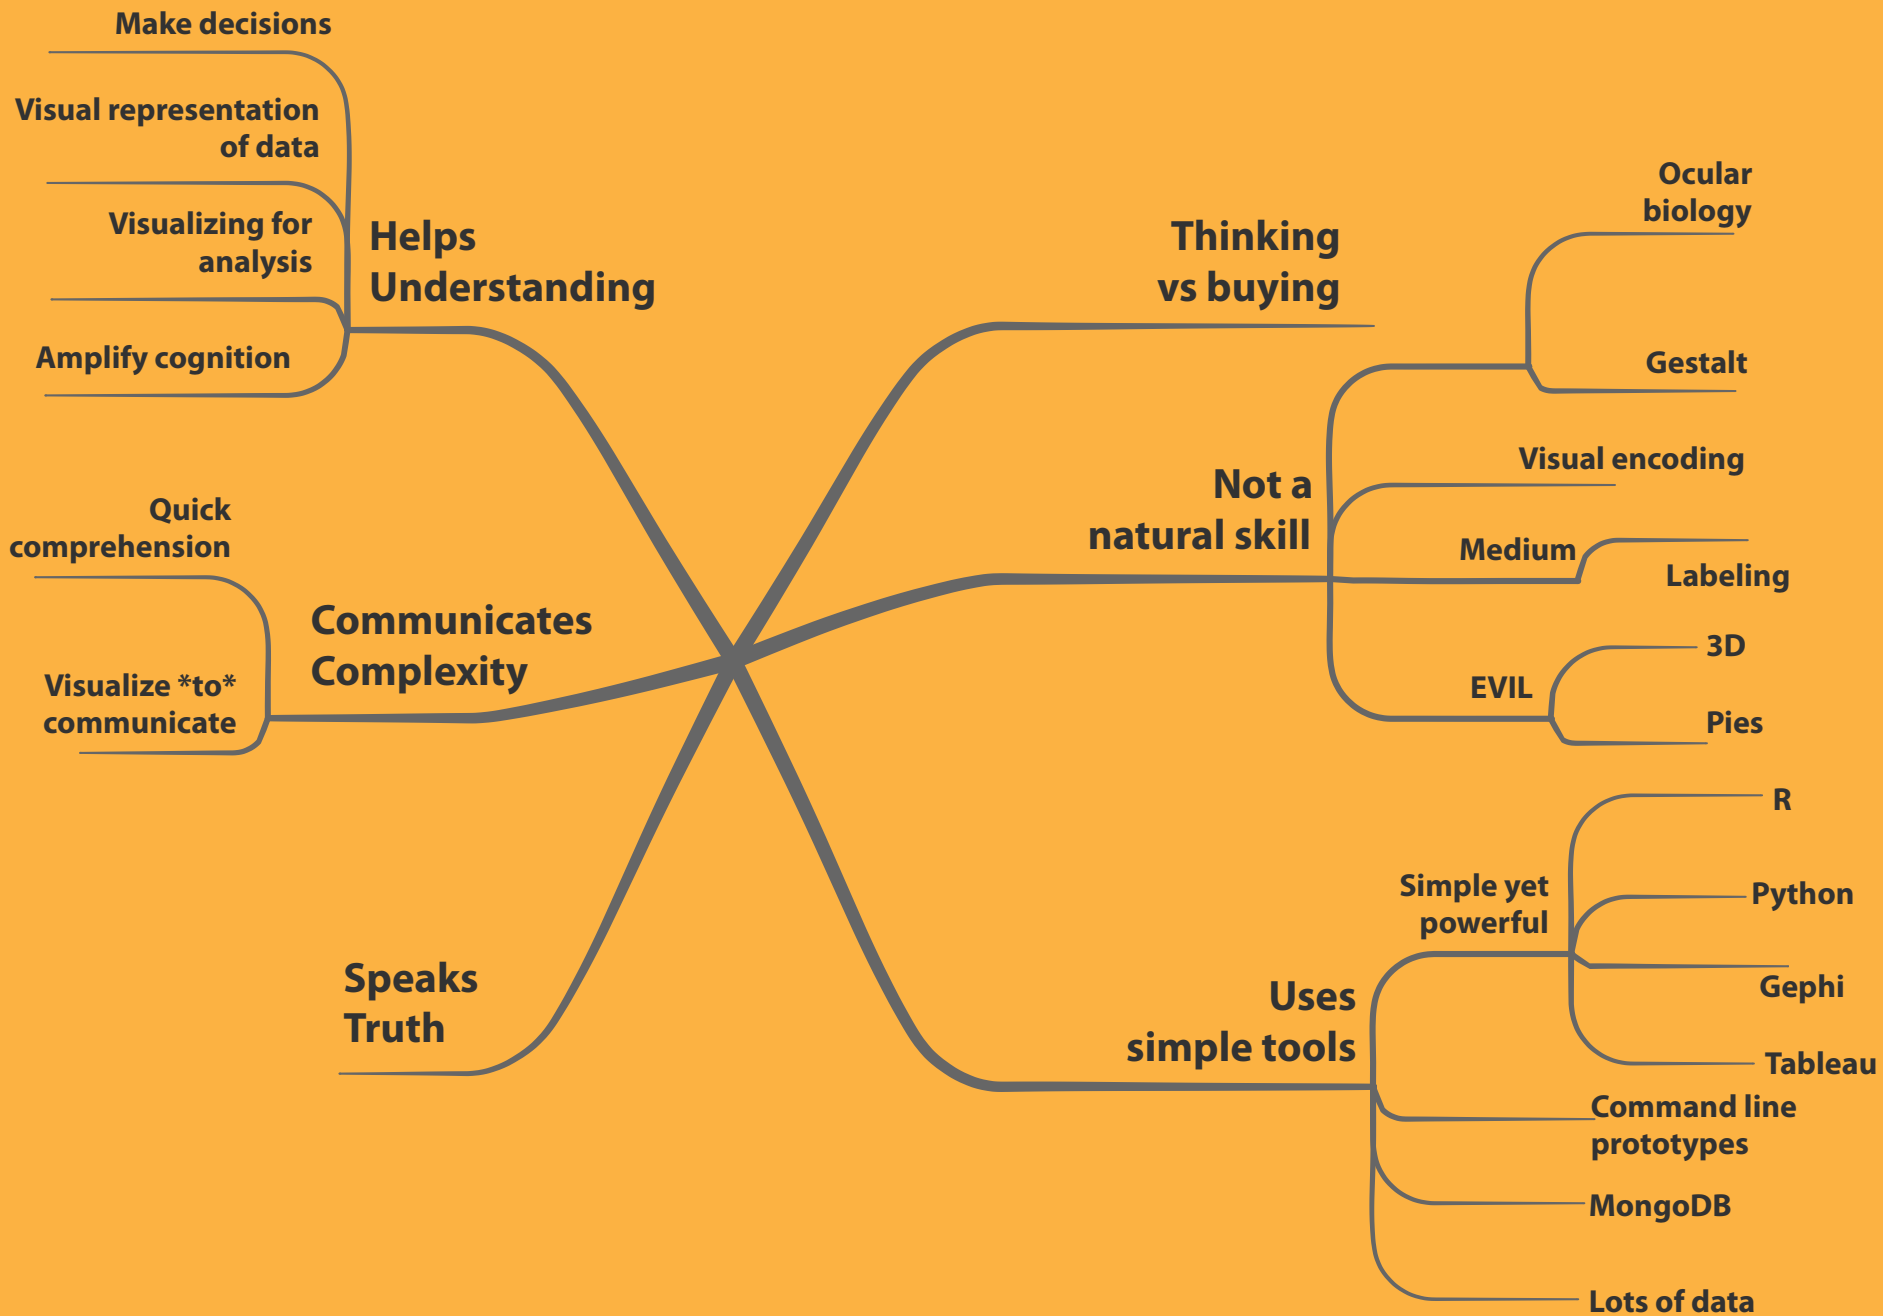 Make decisions
Visual representation
of data
Visualizing for
analysis
Amplify cognition
Helps
Understanding
Quick
comprehension
Visualize *to*
communicate
Communicates
Complexity
Speaks
Truth
Thinking
vs buying
Not a
natural skill
Ocular
biology
Gestalt
Visual encoding
Medium
Labeling
EVIL
3D
Pies
Uses
simple tools
Simple yet
powerful
R
Python
Gephi
Tableau
Command line
prototypes
MongoDB
Lots of data